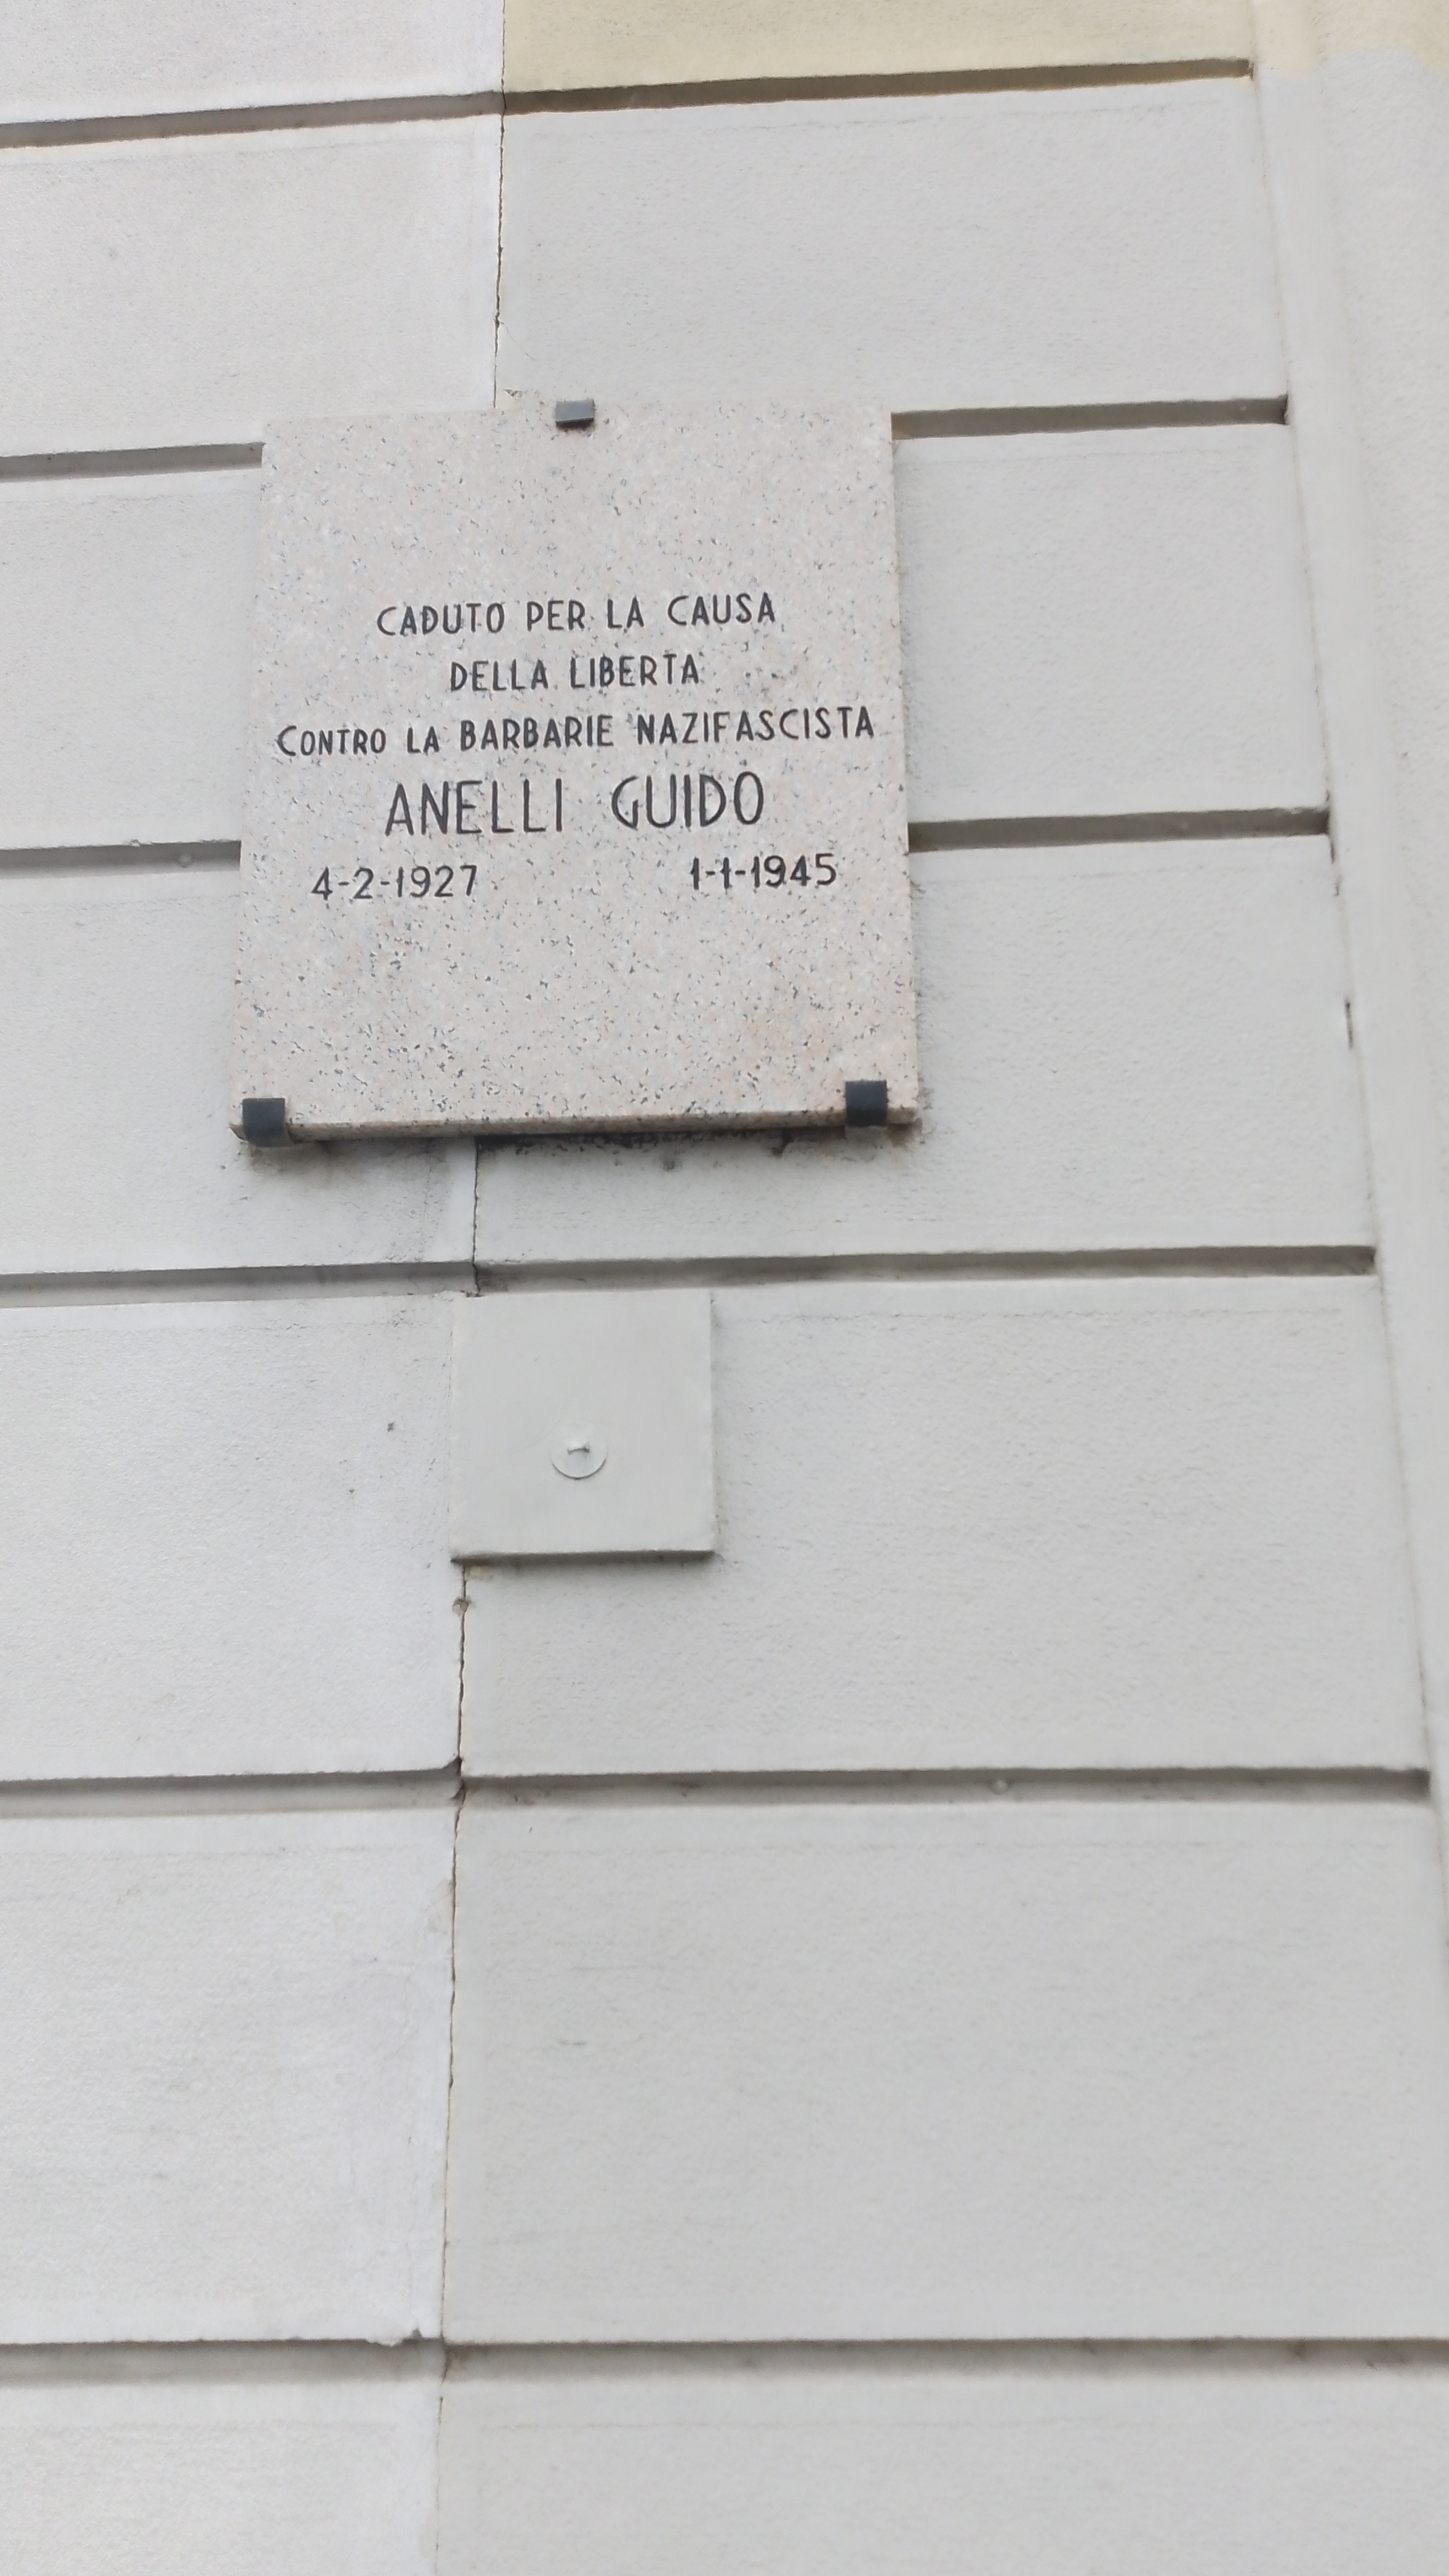 CADUTO PER LA CAUSA
DELLA LIBERTA'
CONTRO LA BARBARIE NAZIFASCISTA
ANELLI GUIDO
4-2-1927 1-1-1945